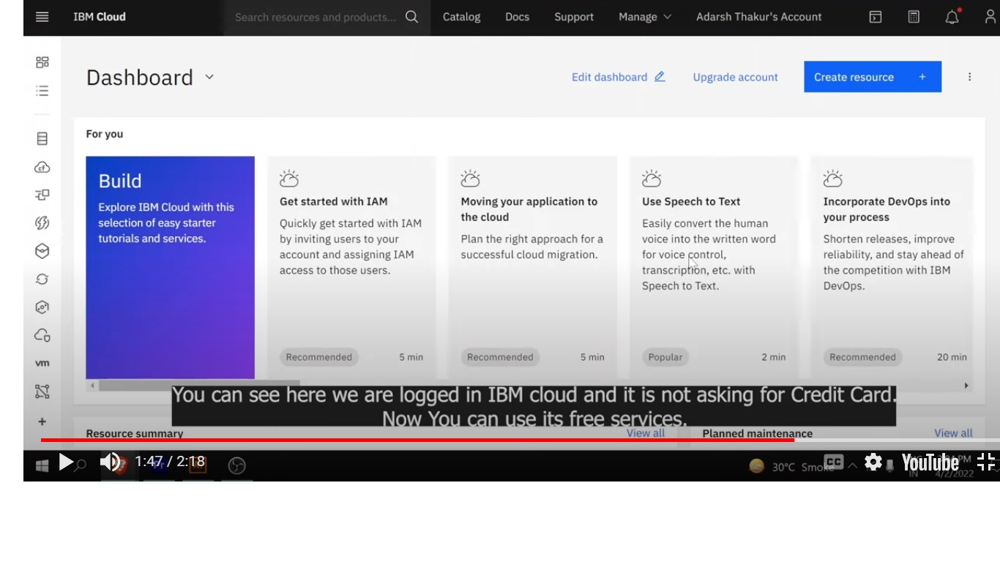 IBM Cloud
Search resources and products...
Catalog
Docs
Support
Manage
Adarsh Thakur's Account
Dashboard
Edit dashboard
Upgrade account
Create resource +
For you
Build
Explore IBM Cloud with this
selection of easy starter
tutorials and services.
Get started with IAM
Quickly get started with IAM
by inviting users to your
account and assigning IAM
access to those users.
Recommended
5 min
Moving your application to
the cloud
Plan the right approach for a
successful cloud migration.
Recommended
5 min
Use Speech to Text
Easily convert the human
voice into the written word
for voice control,
transcription, etc. with
Speech to Text.
Popular
2 min
Incorporate DevOps into
your process
Shorten releases, improve
reliability, and stay ahead of
the competition with IBM
DevOps.
Recommended
20 min
cf
vm
You can see here we are logged in IBM cloud and it is not asking for Credit Card.
Now You can use its free services.
Resource summary
View all
Planned maintenance
View all
1:47 / 2:18
30°C Smoke
CC
YouTube
PM
IN
4/2/2022